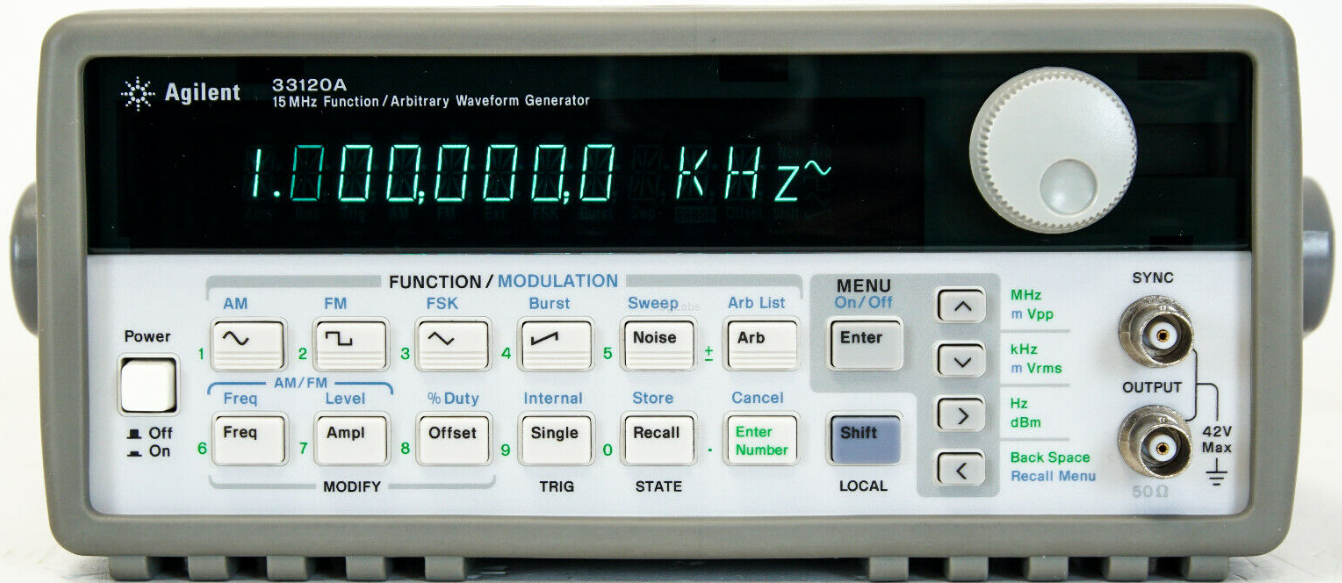 Agilent
33120A
15 MHz Function / Arbitrary Waveform Generator
1.000,000,0 KHz~
FUNCTION / MODULATION
AM FM FSK Burst Sweep Arb List
MENU
On / Off
SYNC
Power
1 2 3 4 5 Noise ± Arb
Enter
MHz
m Vpp
kHz
m Vrms
AM/FM
Freq Level % Duty Internal Store Cancel
OUTPUT
Off
On
6 Freq 7 Ampl 8 Offset 9 Single 0 Recall . Enter Number
Shift
Hz
dBm
42V
Max
Back Space
Recall Menu
MODIFY TRIG STATE LOCAL
50Ω